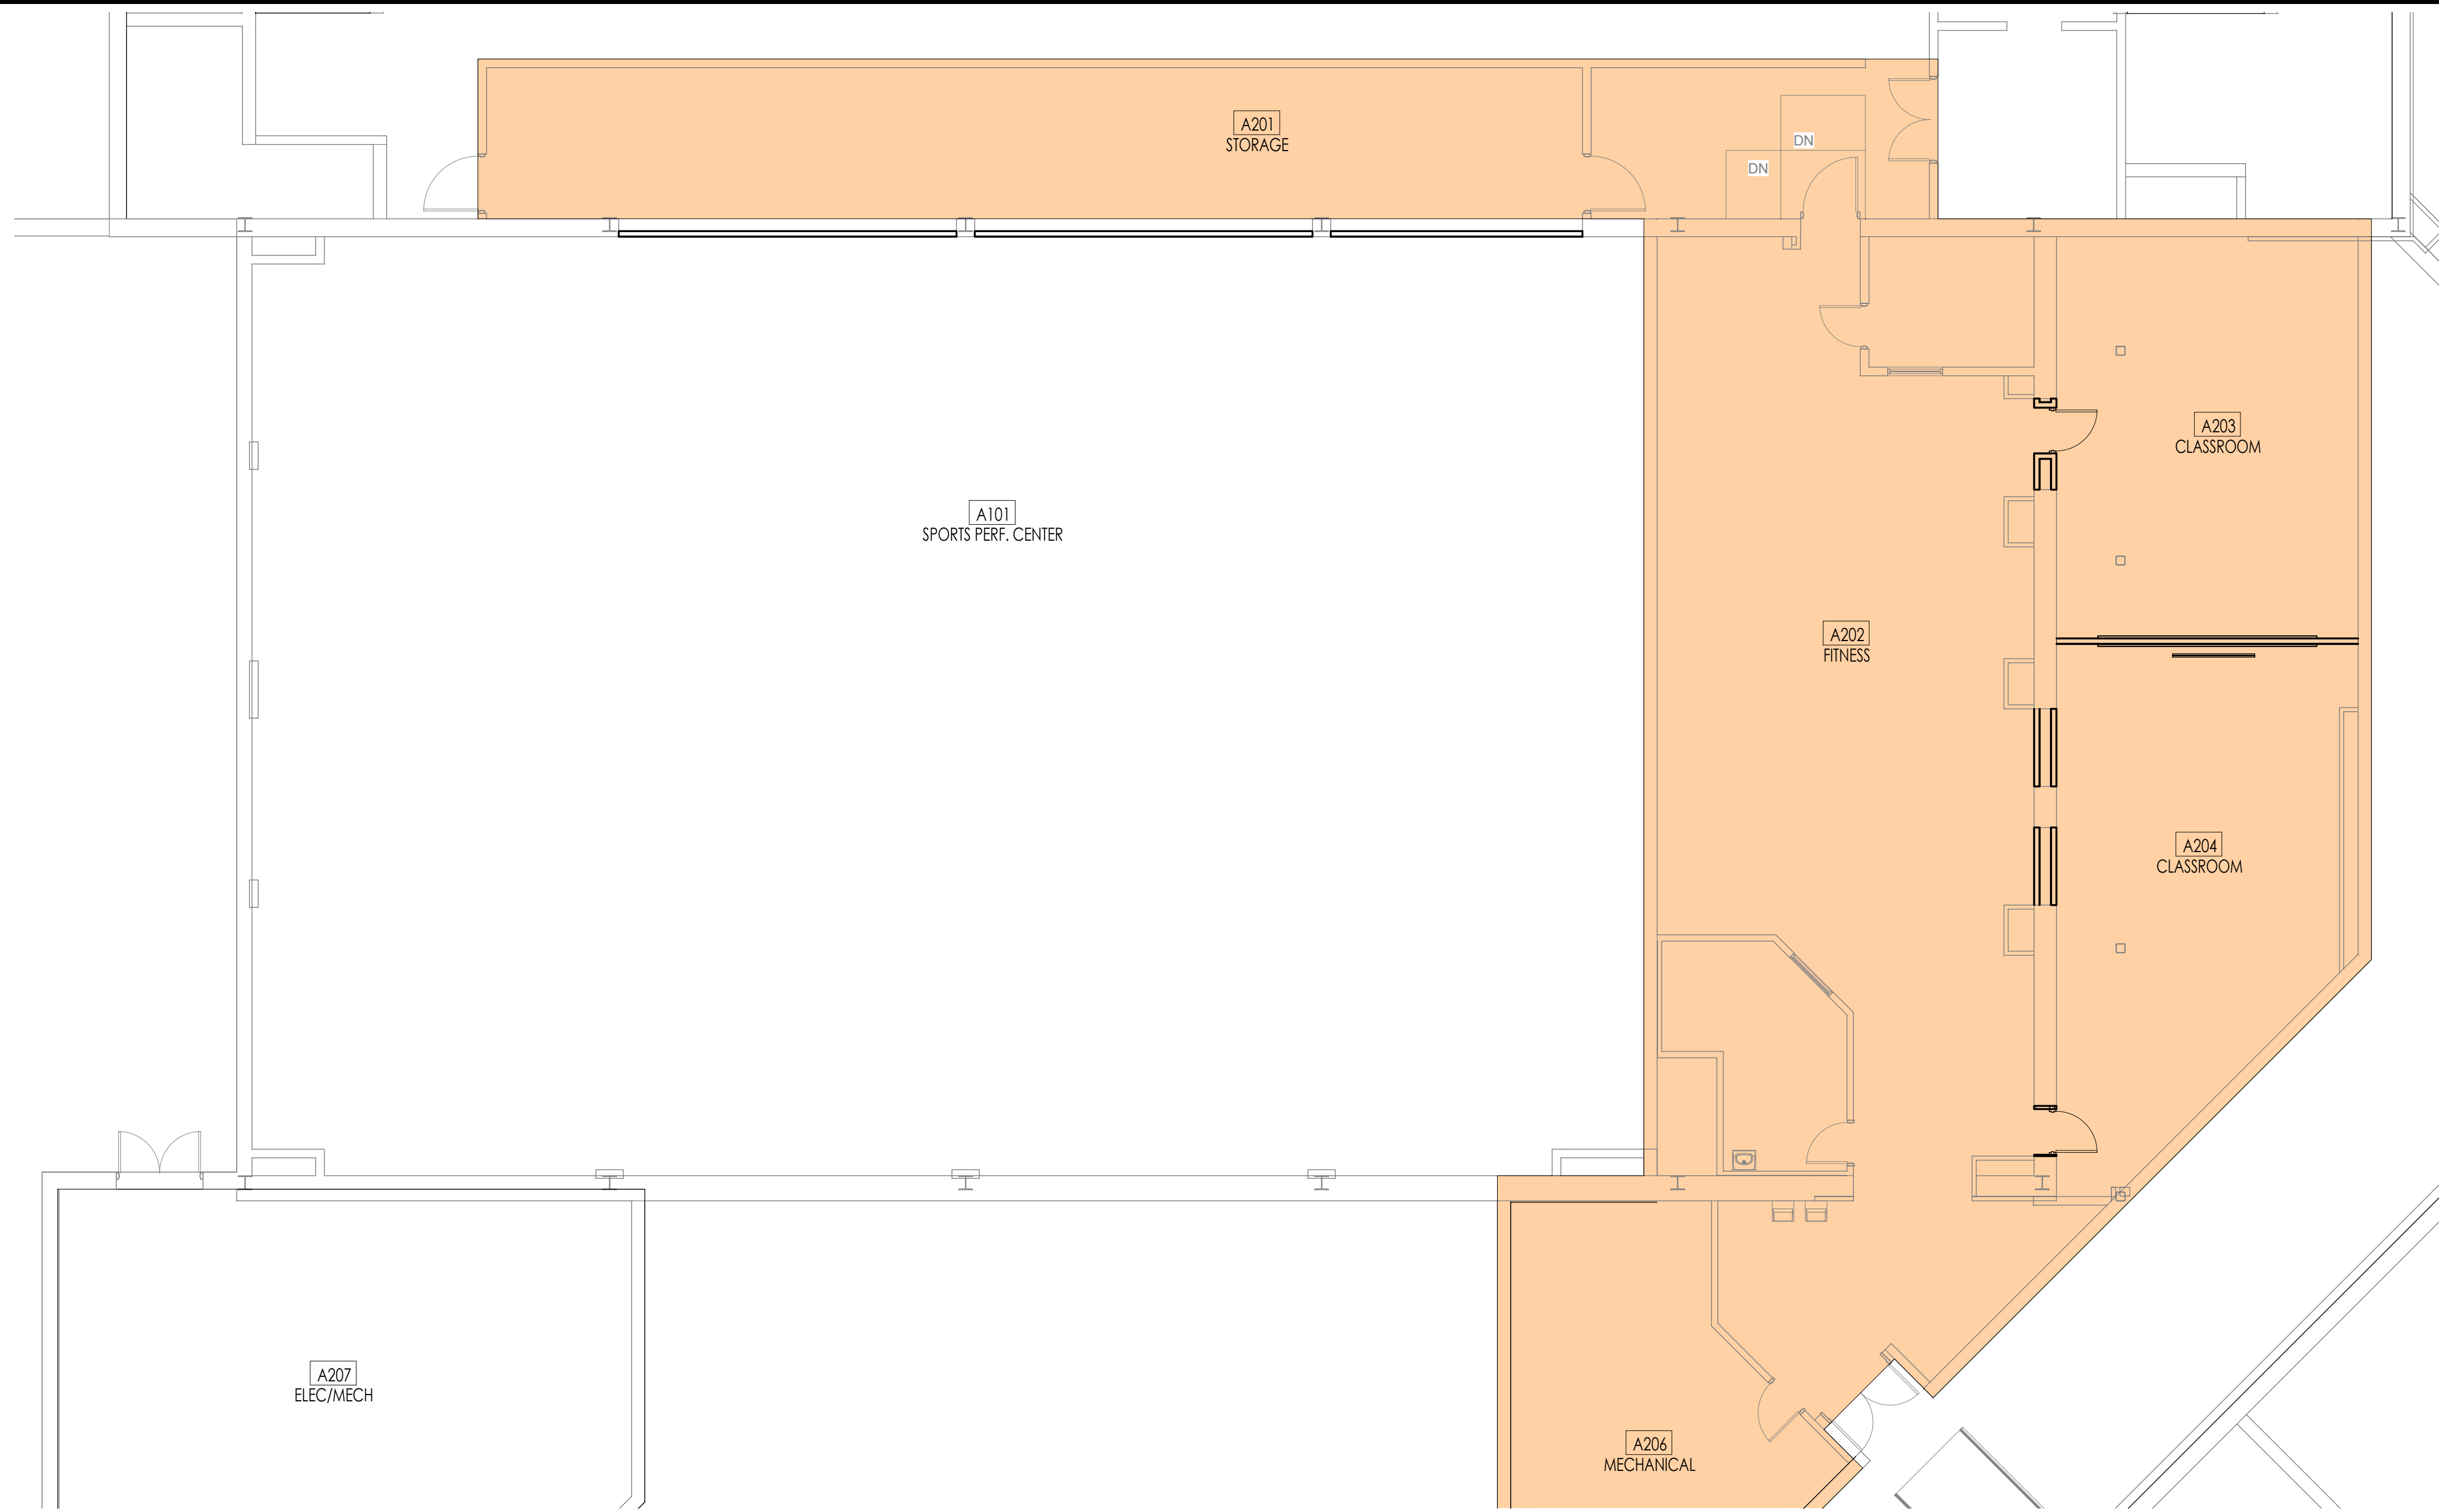 A201
STORAGE
DN
DN
A203
CLASSROOM
A101
SPORTS PERF. CENTER
A202
FITNESS
A204
CLASSROOM
A207
ELEC/MECH
A206
MECHANICAL